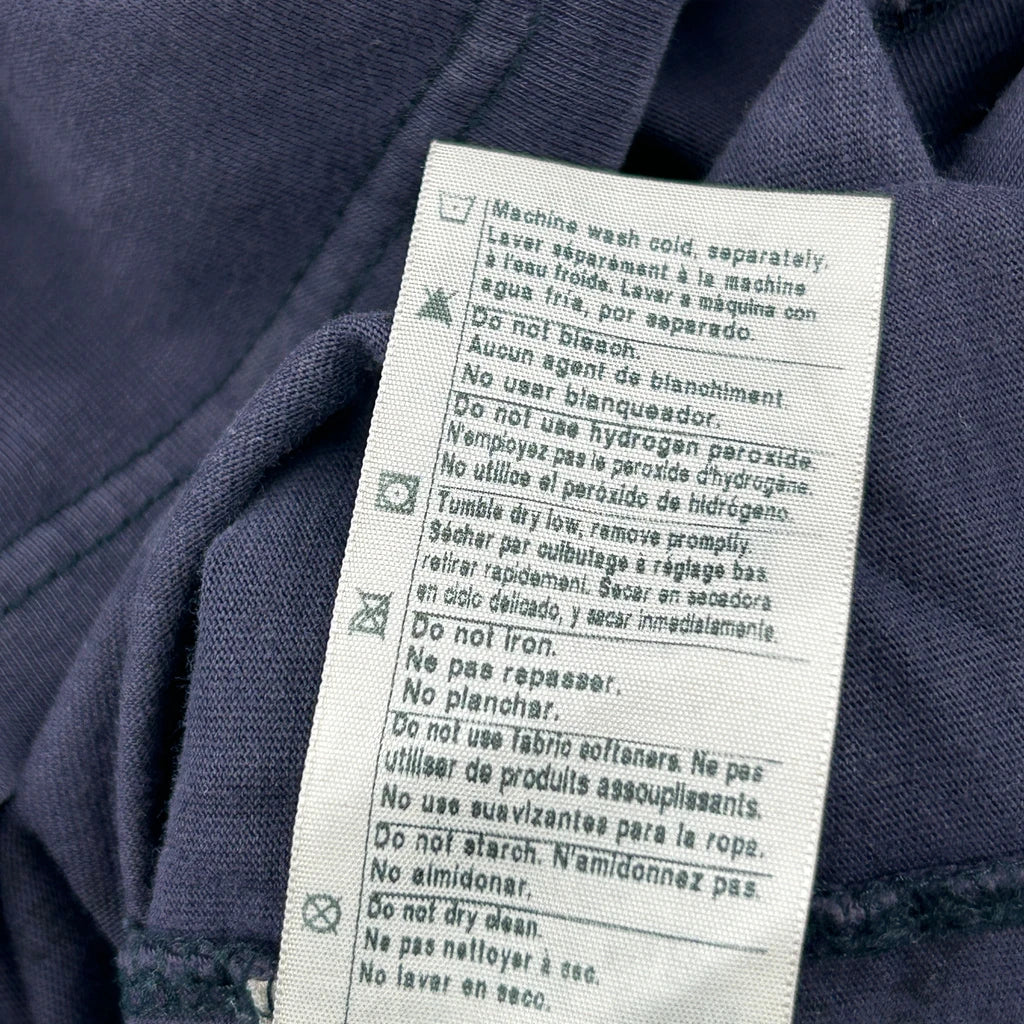 Machine wash cold, separately.
Laver séparément à la machine
à l'eau froide. Lavar a máquina con
agua fría, por separado.
Do not bleach.
Aucun agent de blanchiment.
No usar blanqueador.
Do not use hydrogen peroxide.
N'employez pas le peroxide d'hydrogène.
No utilice el peróxido de hidrógeno.
Tumble dry low, remove promptly.
Sécher par culbutage à réglage bas
retirer rapidement. Secar en secadora
en ciclo delicado, y secar inmediatamente.
Do not iron.
Ne pas repasser.
No planchar.
Do not use fabric softeners. Ne pas
utiliser de produits assouplissants.
No use suavizantes para la ropa.
Do not starch. N'amidonnez pas.
No almidonar.
Do not dry clean.
Ne pas nettoyer à sec.
No lavar en seco.